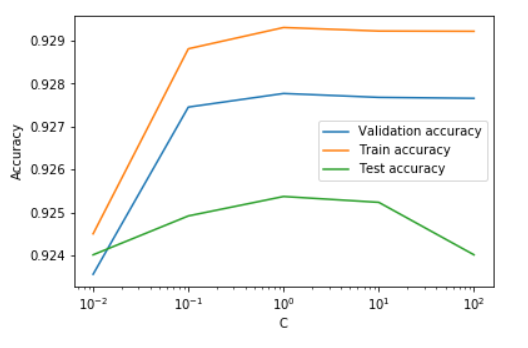 0.929
0.928
0.927
0.926
0.925
0.924
Accuracy
Validation accuracy
Train accuracy
Test accuracy
10⁻² 10⁻¹ 10⁰ 10¹ 10²
C